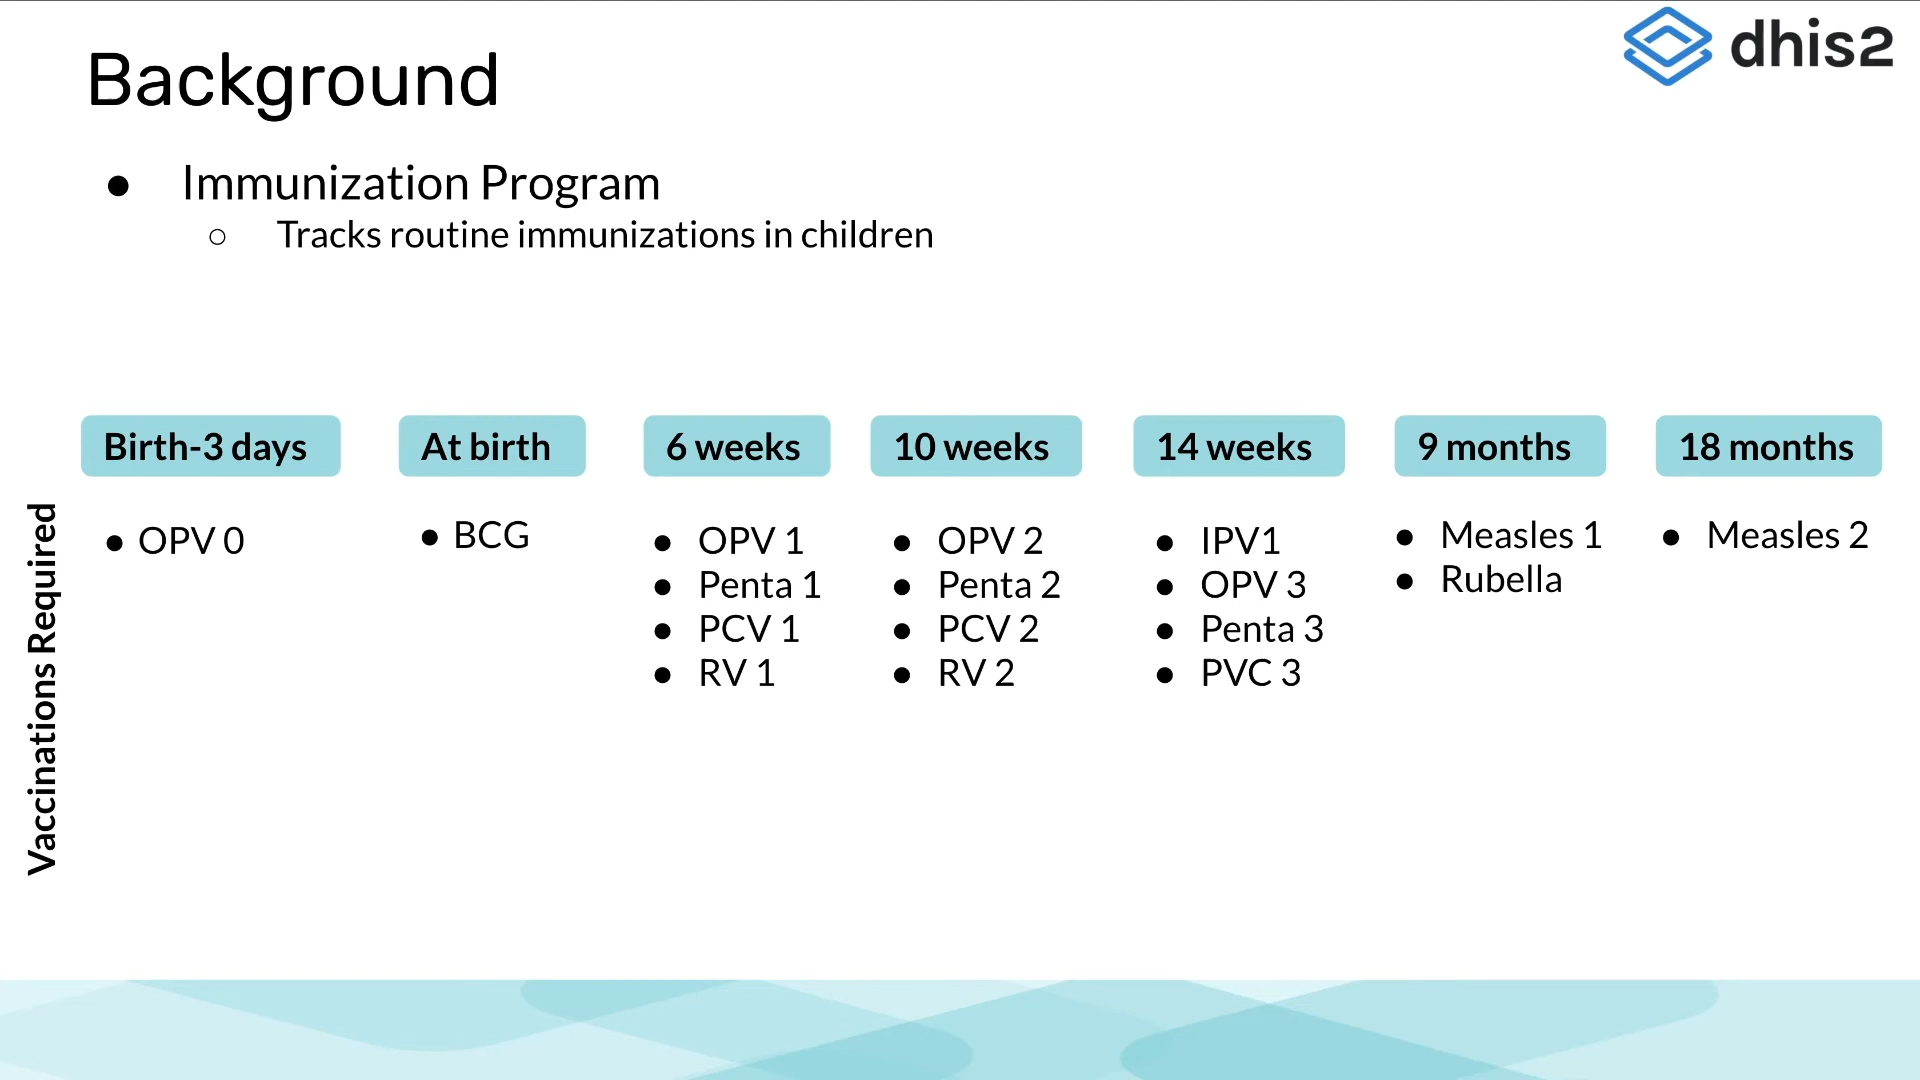 dhis2
Background
● Immunization Program
○ Tracks routine immunizations in children
Vaccinations Required
Birth-3 days
● OPV 0
At birth
● BCG
6 weeks
● OPV 1
● Penta 1
● PCV 1
● RV 1
10 weeks
● OPV 2
● Penta 2
● PCV 2
● RV 2
14 weeks
● IPV1
● OPV 3
● Penta 3
● PVC 3
9 months
● Measles 1
● Rubella
18 months
● Measles 2